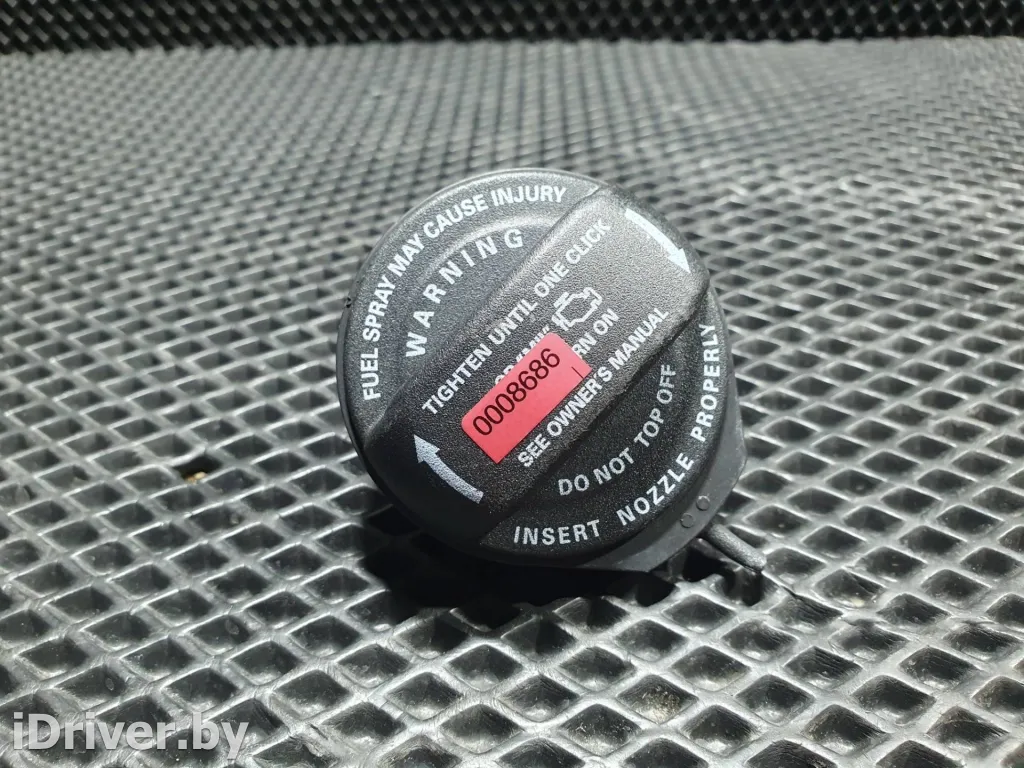 FUEL SPRAY MAY CAUSE INJURY
WARNING
TIGHTEN UNTIL ONE CLICK
ON
0008686
SEE OWNER'S MANUAL
DO NOT TOP OFF
INSERT NOZZLE PROPERLY
iDriver.by